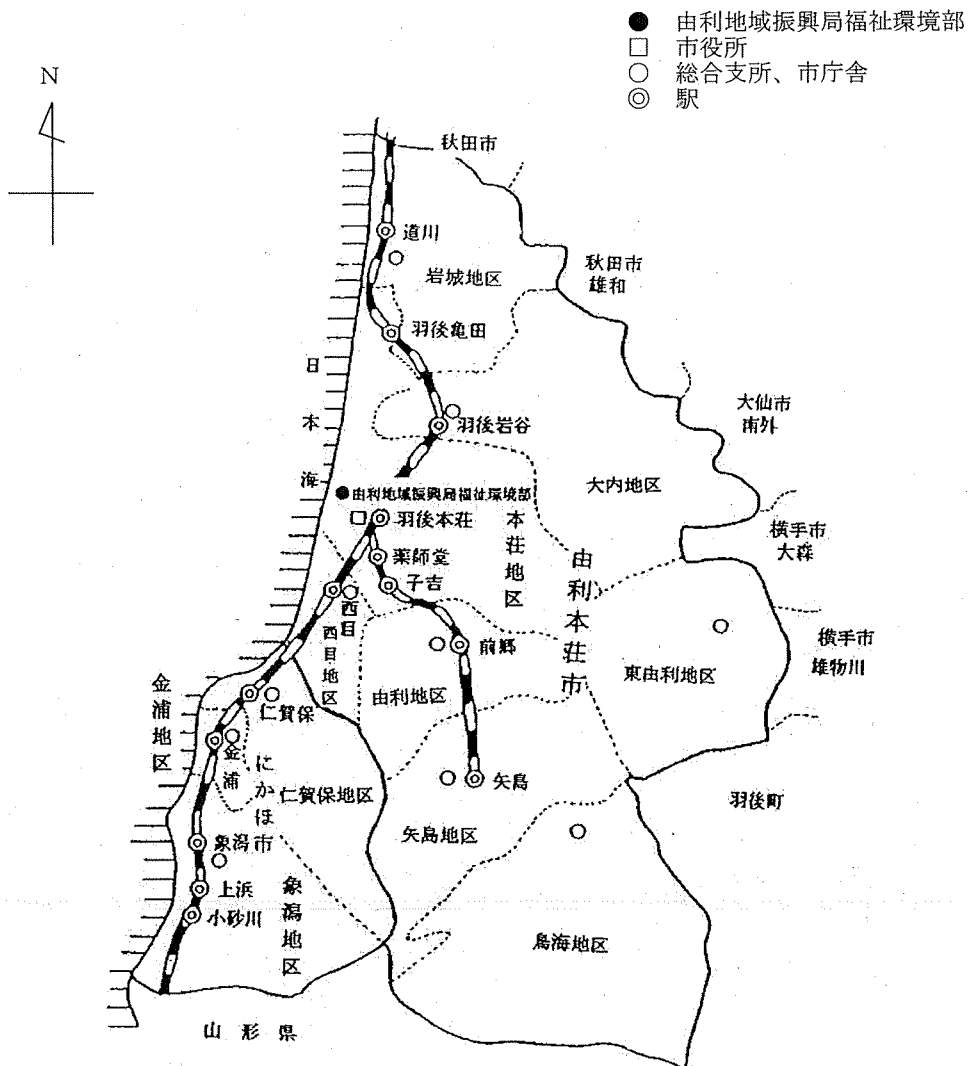 ● 由利地域振興局福祉環境部
□ 市役所
○ 総合支所、市庁舎
◎ 駅
N
秋田市
道川
岩城地区
秋田市
雄和
羽後亀田
日本海
大仙市
南外
羽後岩谷
大内地区
●由利地域振興局福祉環境部
羽後本荘
本荘地区
横手市
大森
薬師堂
子吉
由利本荘市
西目
西目地区
前郷
由利地区
東由利地区
横手市
雄物川
金浦地区
仁賀保
金浦
にかほ市
仁賀保地区
矢島
矢島地区
羽後町
象潟
上浜
小砂川
象潟地区
鳥海地区
山形県